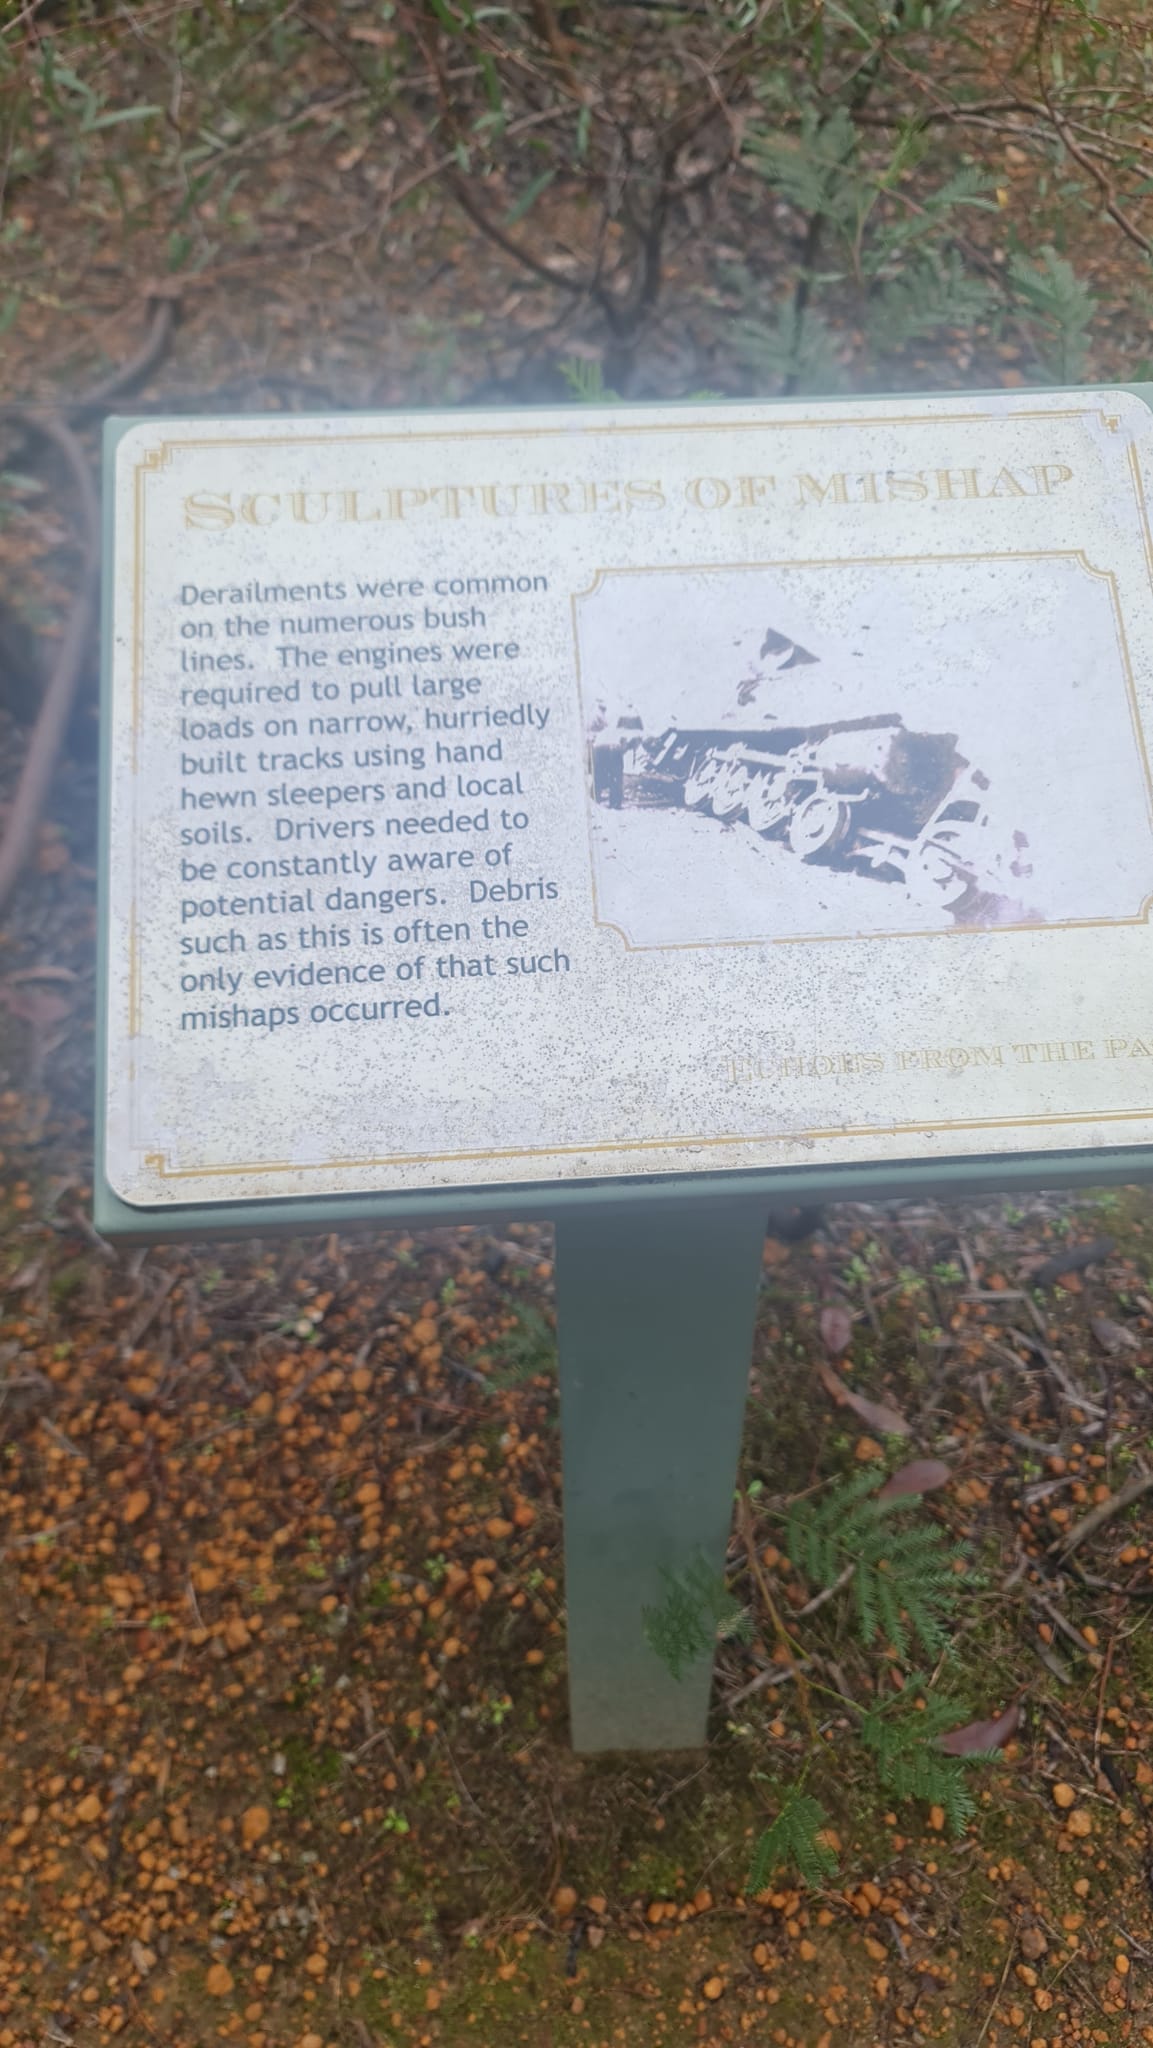 SCULPTURES OF MISHAP
Derailments were common
on the numerous bush
lines. The engines were
required to pull large
loads on narrow, hurriedly
built tracks using hand
hewn sleepers and local
soils. Drivers needed to
be constantly aware of
potential dangers. Debris
such as this is often the
only evidence of that such
mishaps occurred.
ECHOES FROM THE PA